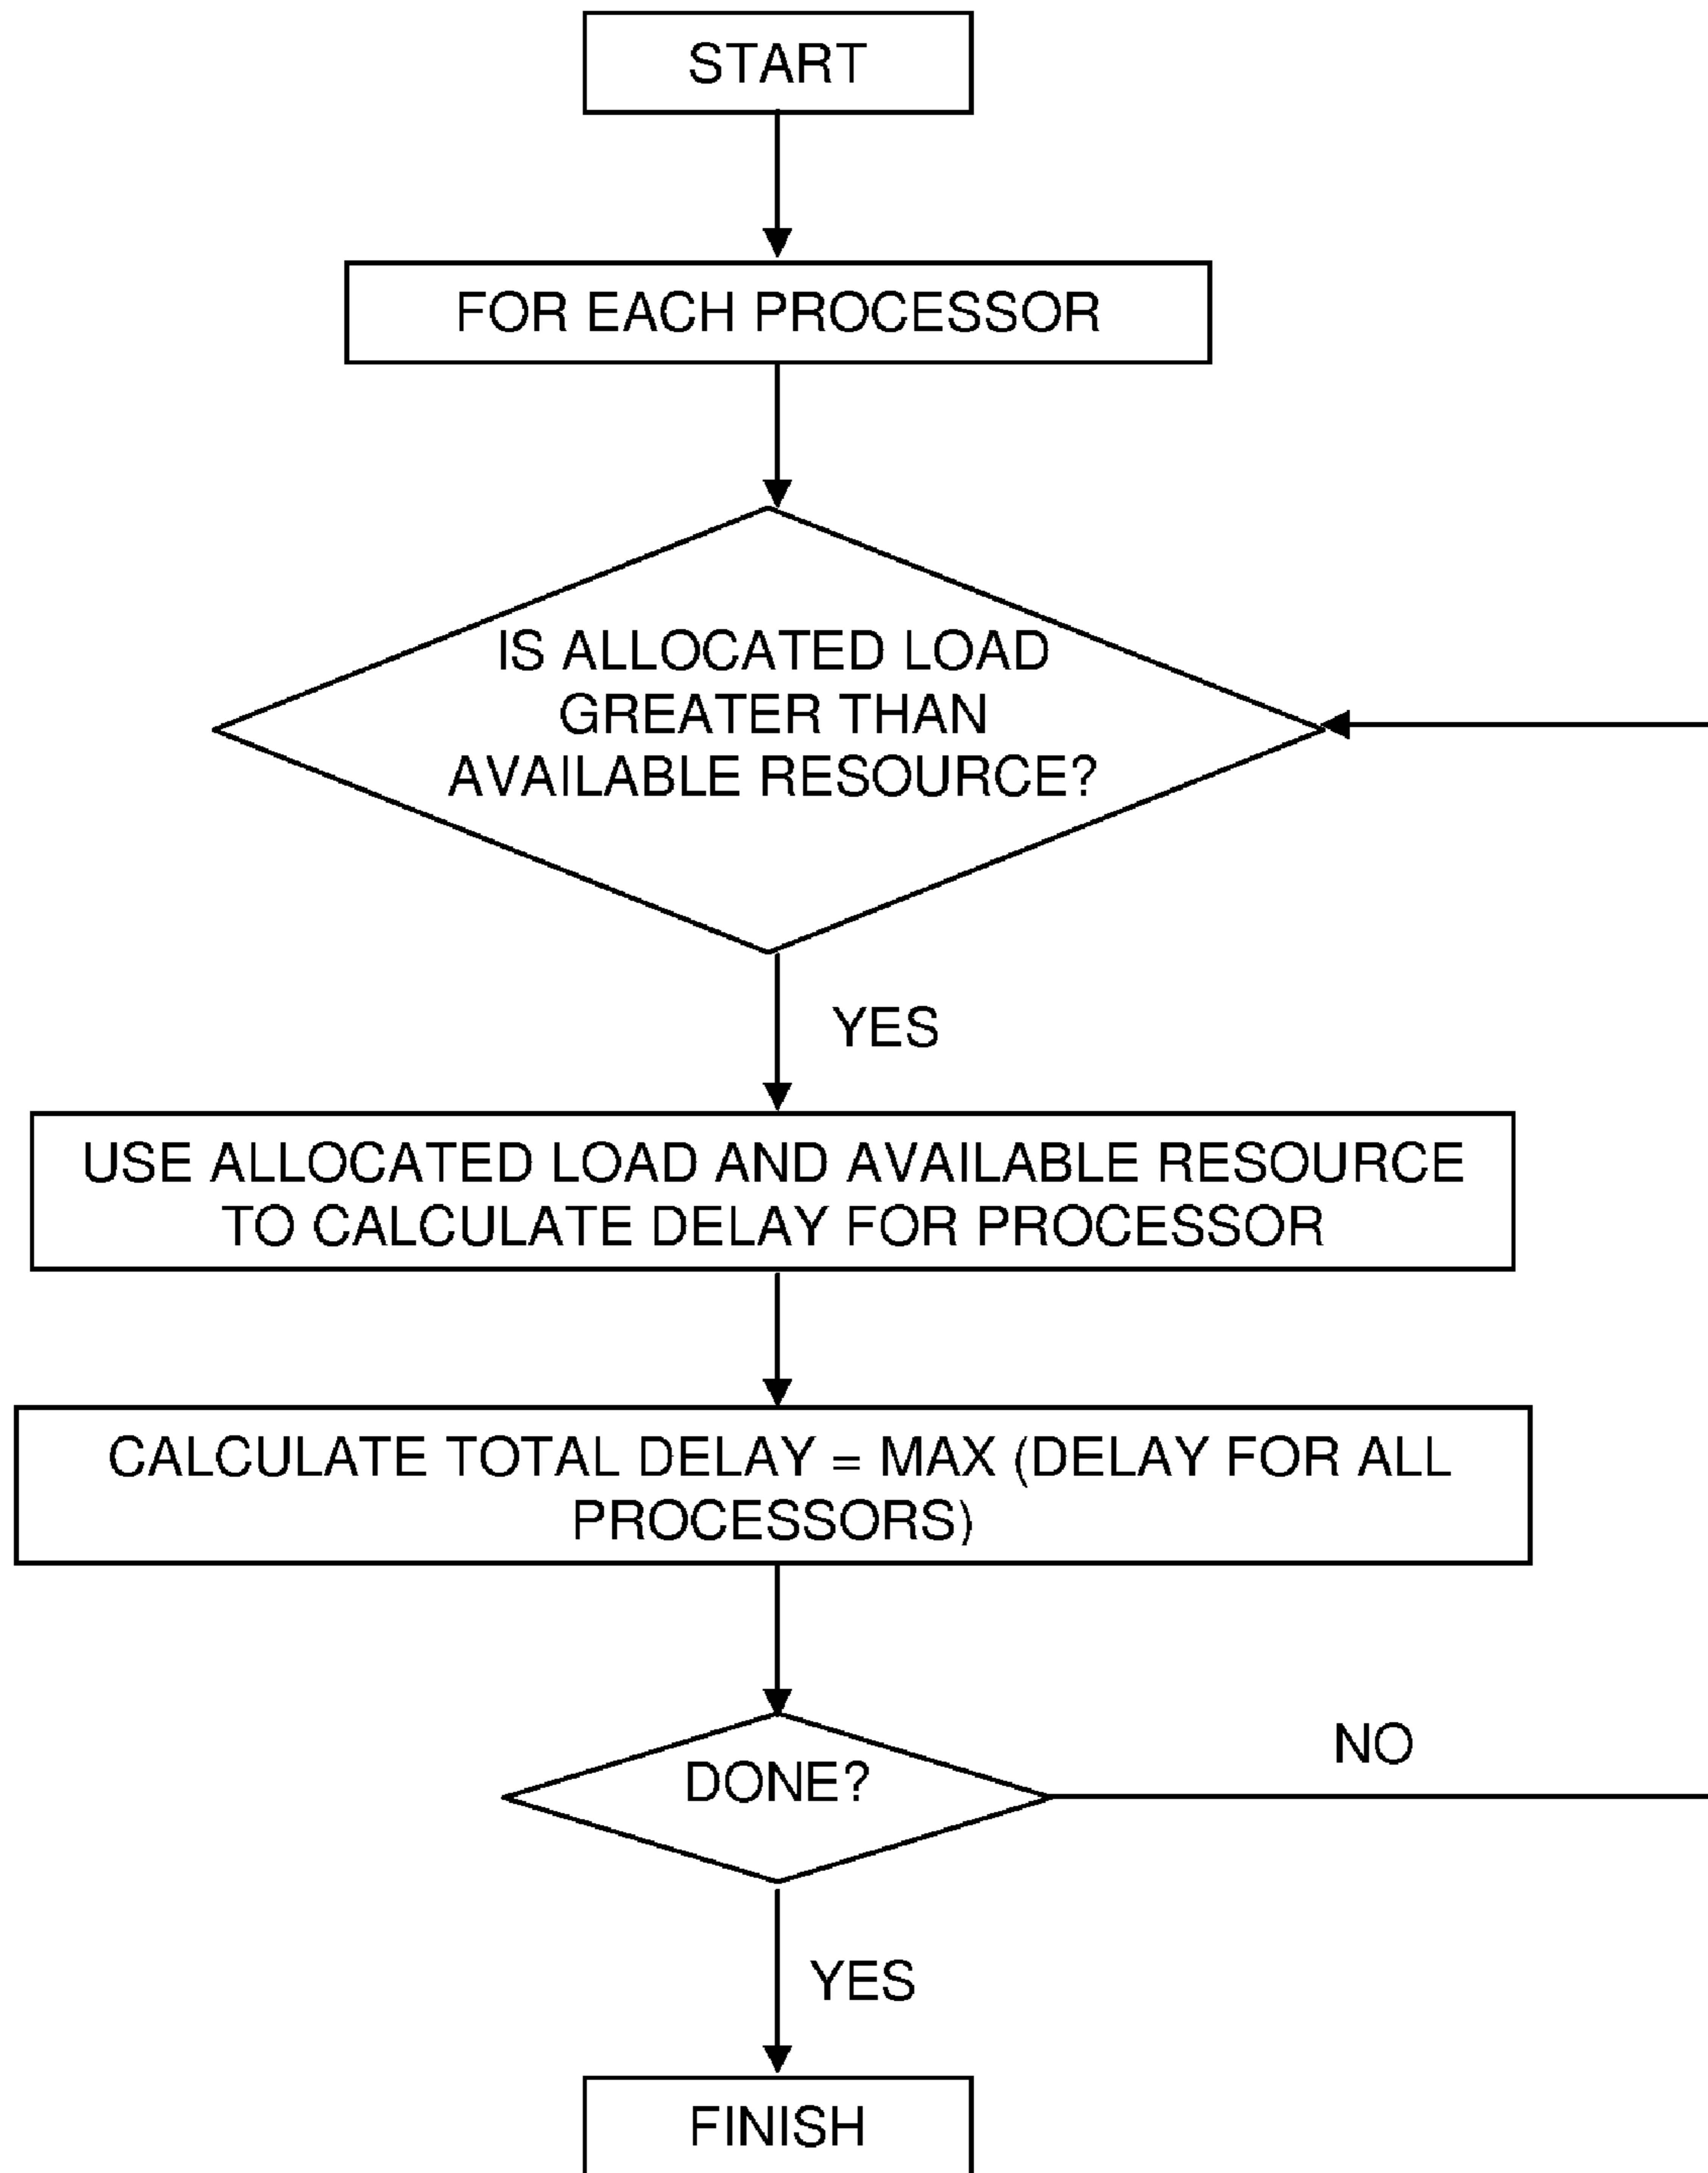 START
FOR EACH PROCESSOR
IS ALLOCATED LOAD
GREATER THAN
AVAILABLE RESOURCE?
YES
USE ALLOCATED LOAD AND AVAILABLE RESOURCE
TO CALCULATE DELAY FOR PROCESSOR
CALCULATE TOTAL DELAY = MAX (DELAY FOR ALL
PROCESSORS)
DONE?
NO
YES
FINISH